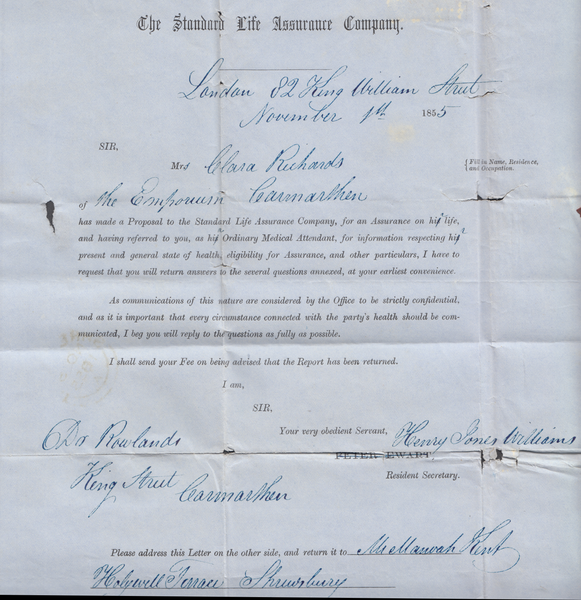 The Standard Life Assurance Company.
London 82 King William Street
November 1st 1855
SIR,
Mrs Clara Richards
{Fill in Name, Residence, and Occupation.
of the Emporium Carmarthen
has made a Proposal to the Standard Life Assurance Company, for an Assurance on his life,
and having referred to you, as his Ordinary Medical Attendant, for information respecting his
present and general state of health, eligibility for Assurance, and other particulars, I have to
request that you will return answers to the several questions annexed, at your earliest convenience.
As communications of this nature are considered by the Office to be strictly confidential,
and as it is important that every circumstance connected with the party's health should be com-
municated, I beg you will reply to the questions as fully as possible.
I shall send your Fee on being advised that the Report has been returned.
I am,
SIR,
Your very obedient Servant, Henry Jones Williams
PETER EWART,
Dr Rowlands
Resident Secretary.
King Street Carmarthen
Please address this Letter on the other side, and return it to Kent
Terrace Shrewsbury